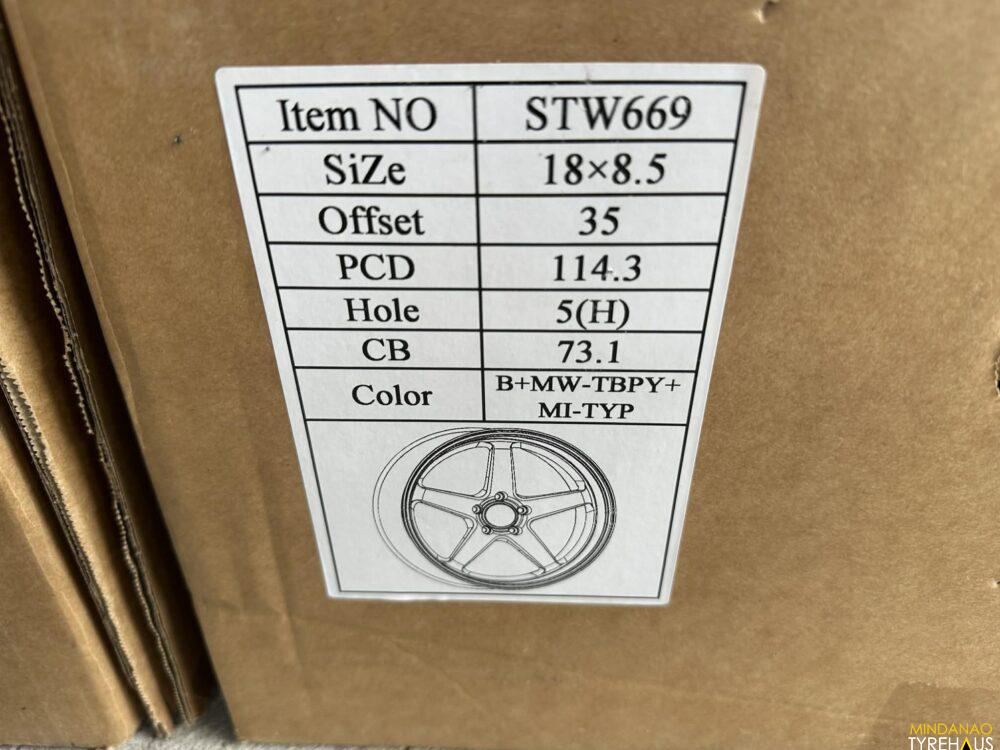 Item NO STW669
SiZe 18×8.5
Offset 35
PCD 114.3
Hole 5(H)
CB 73.1
Color B+MW-TBPY+
MI-TYP
MINDANAO
TYREHAUS